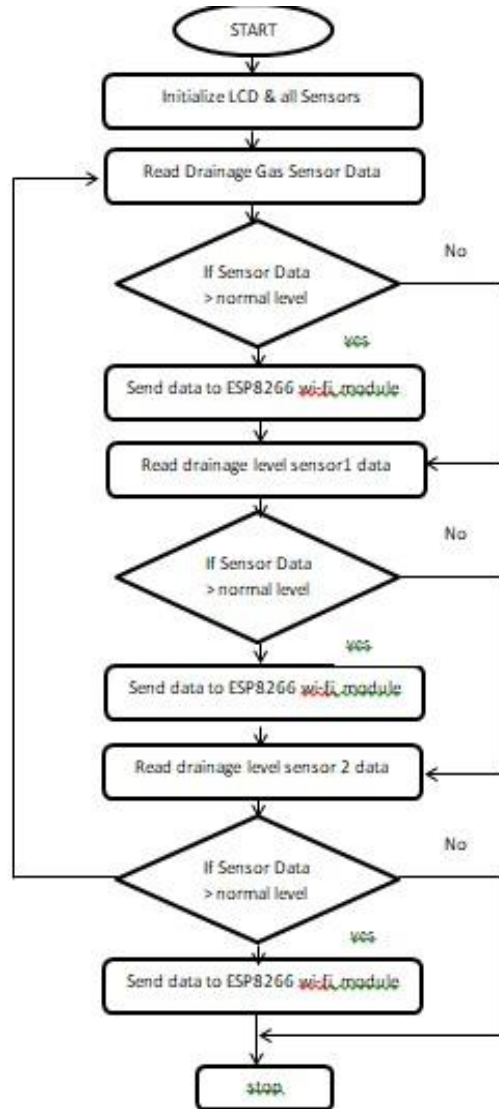 START
Initialize LCD & all Sensors
Read Drainage Gas Sensor Data
If Sensor Data
> normal level
No
yes
Send data to ESP8266 wi-fi module
Read drainage level sensor1 data
If Sensor Data
> normal level
No
yes
Send data to ESP8266 wi-fi module
Read drainage level sensor 2 data
If Sensor Data
> normal level
No
yes
Send data to ESP8266 wi-fi module
stop